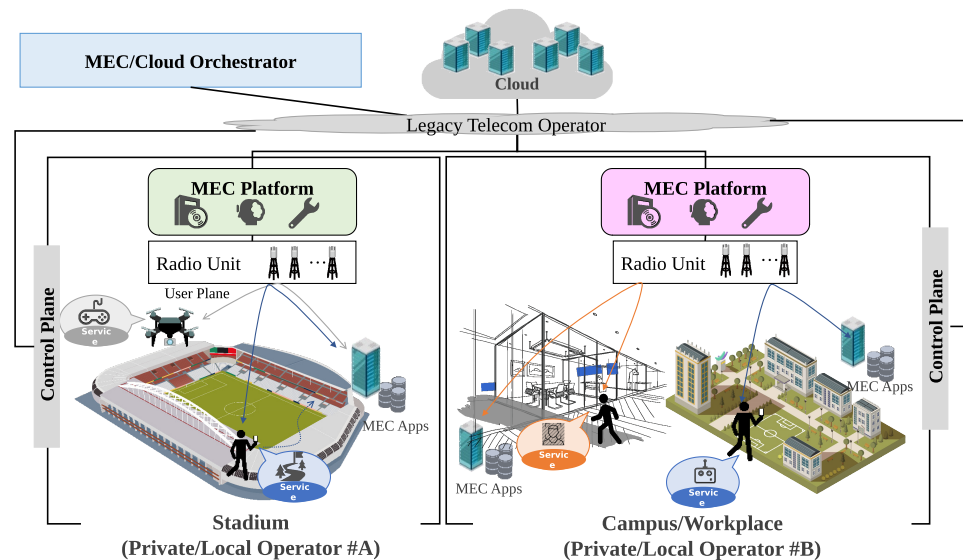 MEC/Cloud Orchestrator
Cloud
Legacy Telecom Operator
MEC Platform
Radio Unit
...
User Plane
Control Plane
Servic
e
MEC Apps
Servic
e
Stadium
(Private/Local Operator #A)
MEC Platform
Radio Unit
...
Control Plane
MEC Apps
Servic
e
MEC Apps
Servic
e
Campus/Workplace
(Private/Local Operator #B)